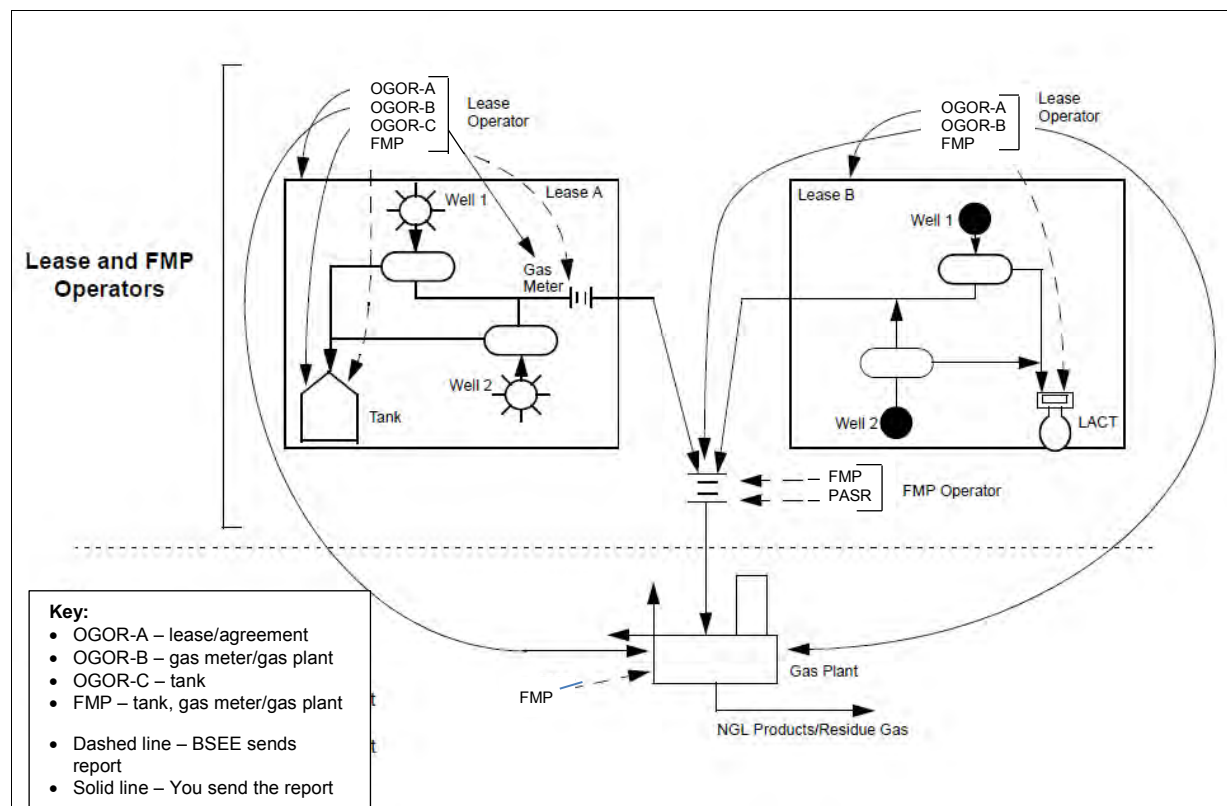 OGOR-A
OGOR-B
OGOR-C
FMP
Lease
Operator
OGOR-A
OGOR-B
FMP
Lease
Operator
Lease and FMP
Operators
Lease A
Well 1
Gas
Meter
Well 2
Tank
Lease B
Well 1
Well 2
LACT
FMP
PASR
FMP Operator
Gas Plant
FMP
NGL Products/Residue Gas
Key:
• OGOR-A – lease/agreement
• OGOR-B – gas meter/gas plant
• OGOR-C – tank
• FMP – tank, gas meter/gas plant
• Dashed line – BSEE sends
report
• Solid line – You send the report
t
t